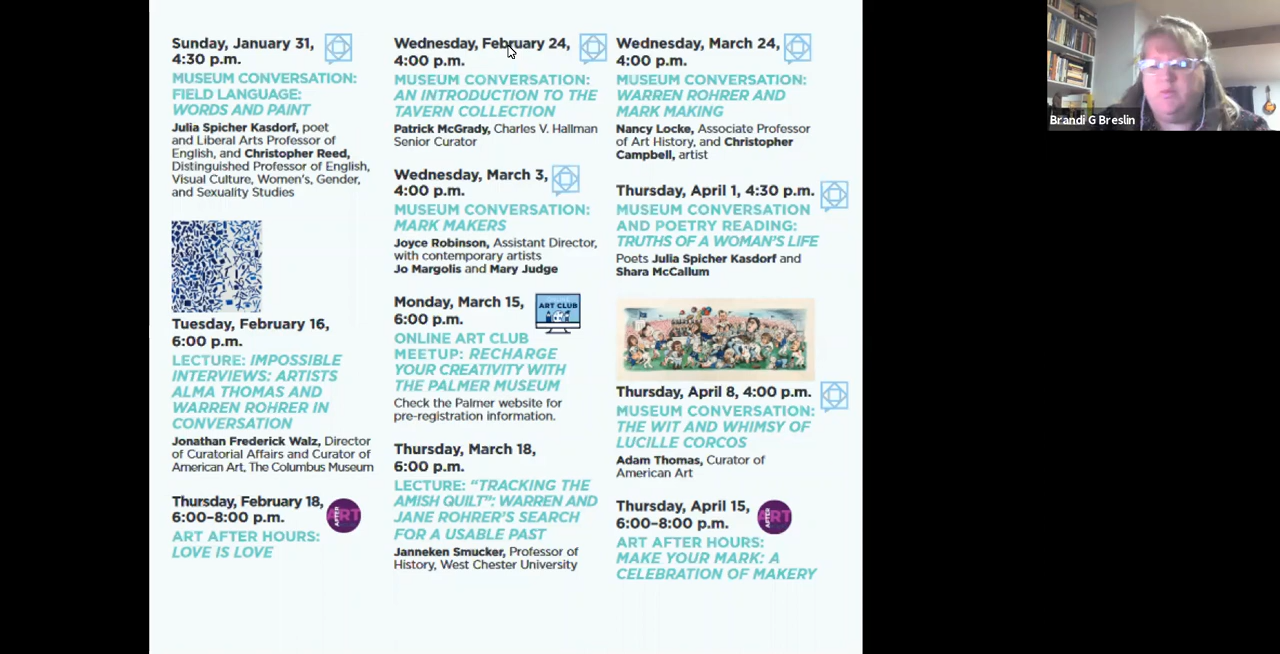 Sunday, January 31,
4:30 p.m.
MUSEUM CONVERSATION:
FIELD LANGUAGE:
WORDS AND PAINT
Julia Spicher Kasdorf, poet
and Liberal Arts Professor of
English, and Christopher Reed,
Distinguished Professor of English,
Visual Culture, Women's, Gender,
and Sexuality Studies
Tuesday, February 16,
6:00 p.m.
LECTURE: IMPOSSIBLE
INTERVIEWS: ARTISTS
ALMA THOMAS AND
WARREN ROHRER IN
CONVERSATION
Jonathan Frederick Walz, Director
of Curatorial Affairs and Curator of
American Art, The Columbus Museum
Thursday, February 18,
6:00–8:00 p.m.
AFTER
ART
ART AFTER HOURS:
LOVE IS LOVE
Wednesday, February 24,
4:00 p.m.
MUSEUM CONVERSATION:
AN INTRODUCTION TO THE
TAVERN COLLECTION
Patrick McGrady, Charles V. Hallman
Senior Curator
Wednesday, March 3,
4:00 p.m.
MUSEUM CONVERSATION:
MARK MAKERS
Joyce Robinson, Assistant Director,
with contemporary artists
Jo Margolis and Mary Judge
Monday, March 15,
6:00 p.m.
ART CLUB
ONLINE ART CLUB
MEETUP: RECHARGE
YOUR CREATIVITY WITH
THE PALMER MUSEUM
Check the Palmer website for
pre-registration information.
Thursday, March 18,
6:00 p.m.
LECTURE: “TRACKING THE
AMISH QUILT”: WARREN AND
JANE ROHRER’S SEARCH
FOR A USABLE PAST
Janneken Smucker, Professor of
History, West Chester University
Wednesday, March 24,
4:00 p.m.
MUSEUM CONVERSATION:
WARREN ROHRER AND
MARK MAKING
Nancy Locke, Associate Professor
of Art History, and Christopher
Campbell, artist
Thursday, April 1, 4:30 p.m.
MUSEUM CONVERSATION
AND POETRY READING:
TRUTHS OF A WOMAN’S LIFE
Poets Julia Spicher Kasdorf and
Shara McCallum
Thursday, April 8, 4:00 p.m.
MUSEUM CONVERSATION:
THE WIT AND WHIMSY OF
LUCILLE CORCOS
Adam Thomas, Curator of
American Art
Thursday, April 15,
6:00–8:00 p.m.
AFTER
ART
ART AFTER HOURS:
MAKE YOUR MARK: A
CELEBRATION OF MAKERY
Brandi G Breslin